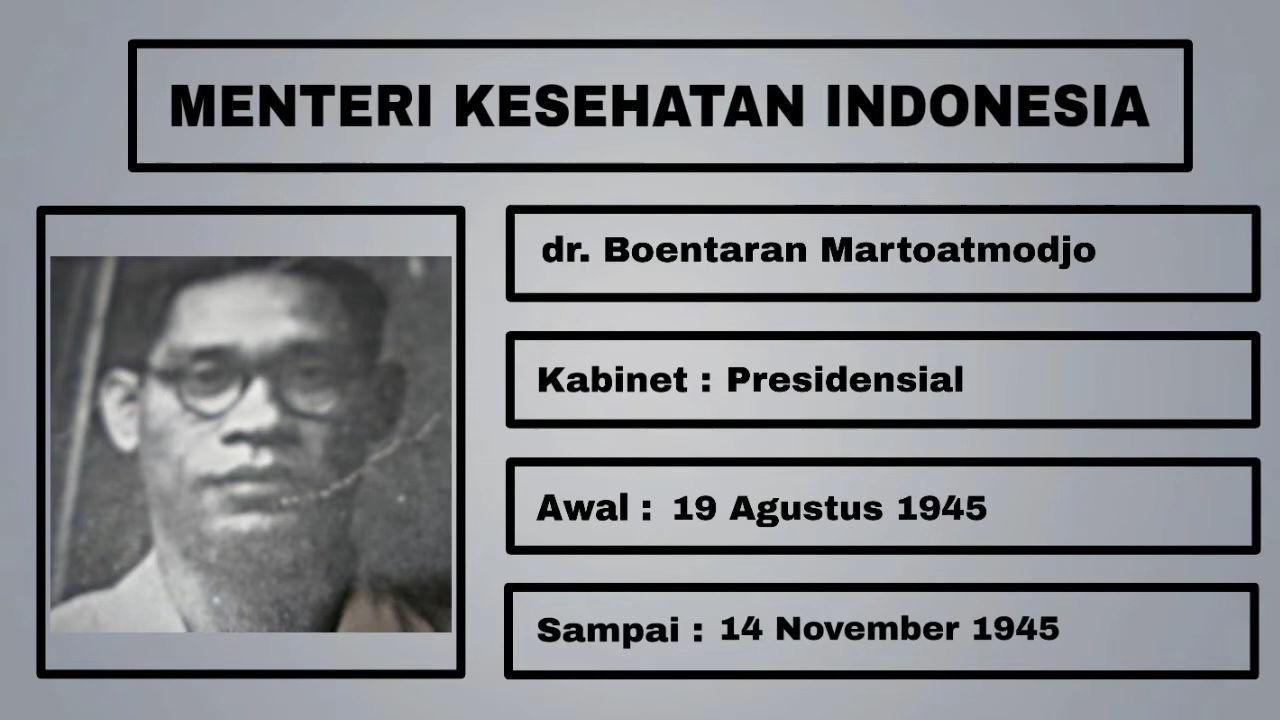 MENTERI KESEHATAN INDONESIA
dr. Boentaran Martoatmodjo
Kabinet : Presidensial
Awal : 19 Agustus 1945
Sampai : 14 November 1945